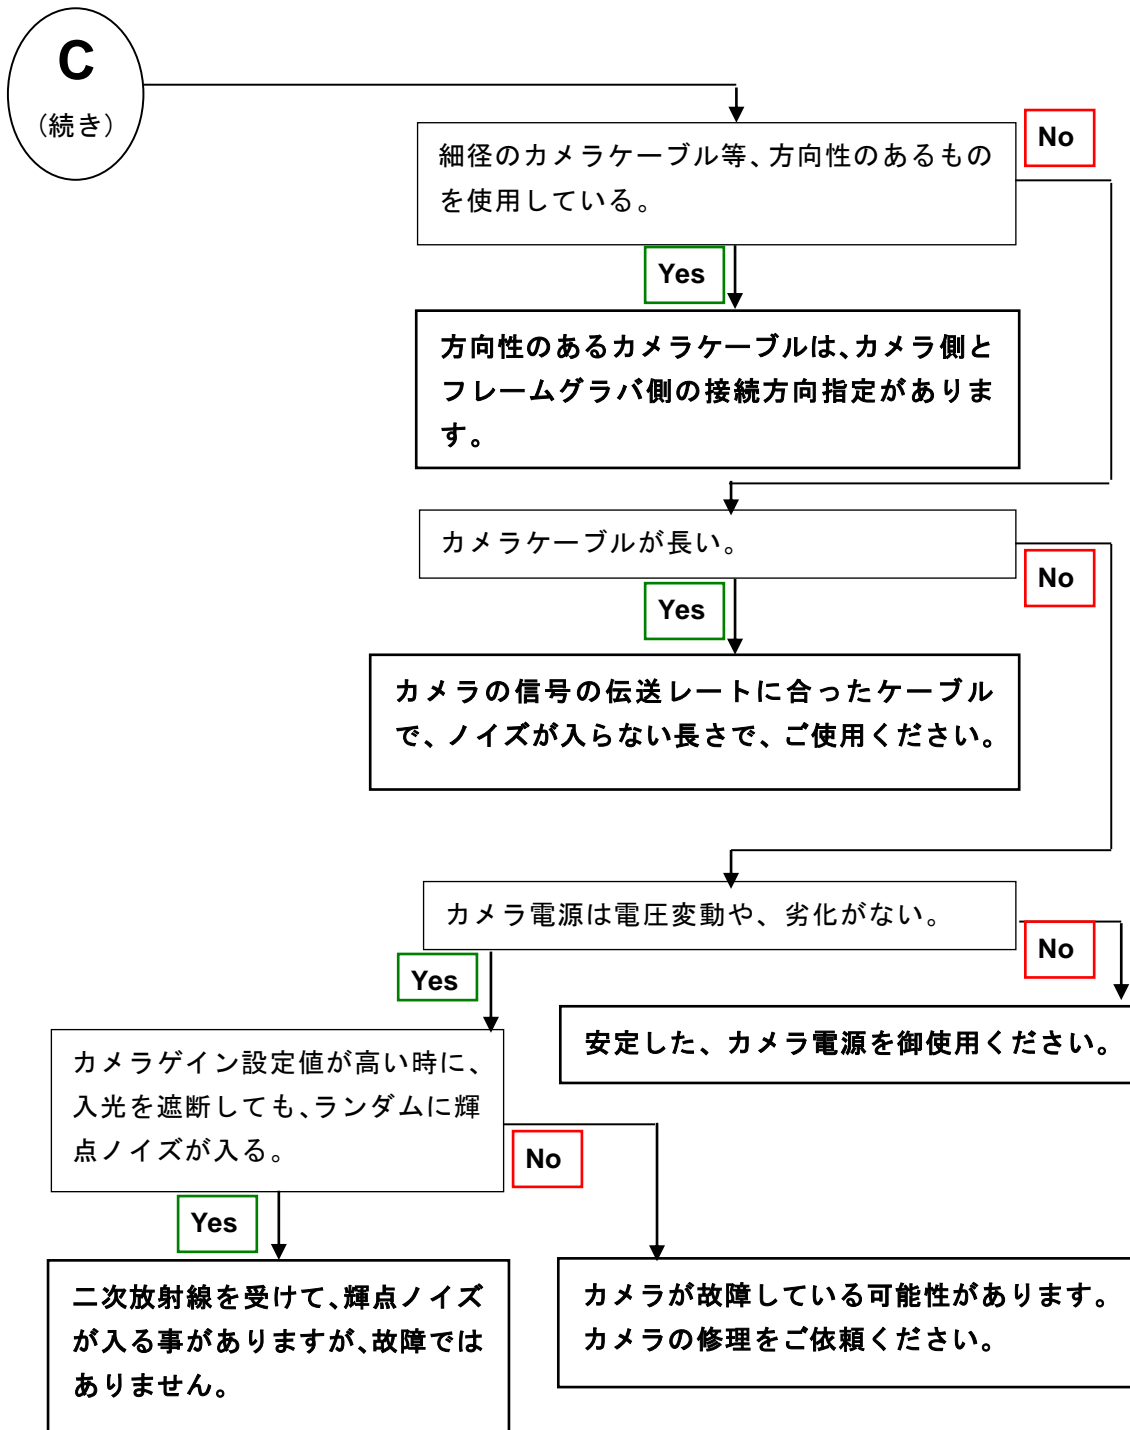 C
(続き)
No
細径のカメラケーブル等、方向性のあるもの
を使用している。
Yes
方向性のあるカメラケーブルは、カメラ側と
フレームグラバ側の接続方向指定がありま
す。
カメラケーブルが長い。
No
Yes
カメラの信号の伝送レートに合ったケーブル
で、ノイズが入らない長さで、ご使用ください。
カメラ電源は電圧変動や、劣化がない。
No
Yes
安定した、カメラ電源を御使用ください。
カメラゲイン設定値が高い時に、
入光を遮断しても、ランダムに輝
点ノイズが入る。
No
Yes
二次放射線を受けて、輝点ノイズ
が入る事がありますが、故障では
ありません。
カメラが故障している可能性があります。
カメラの修理をご依頼ください。